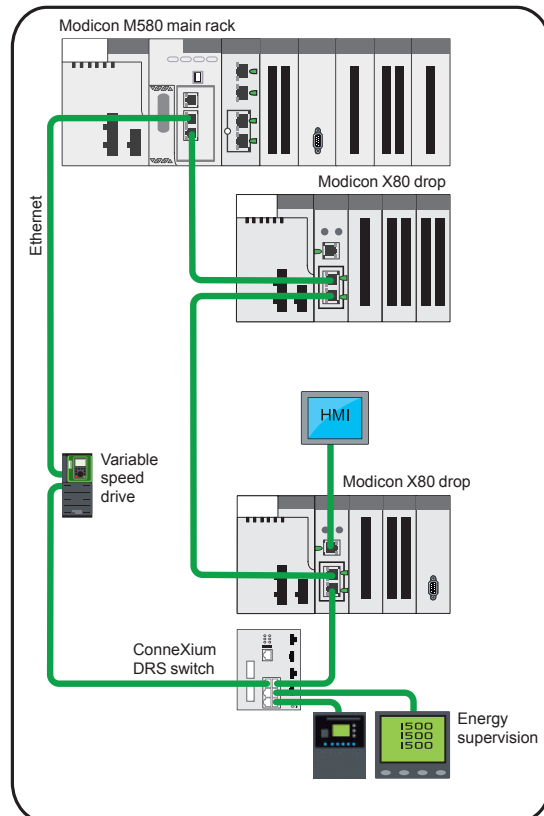 Modicon M580 main rack
Modicon X80 drop
Ethernet
HMI
Variable
speed
drive
Modicon X80 drop
ConneXium
DRS switch
Energy
supervision
1500
1500
1500